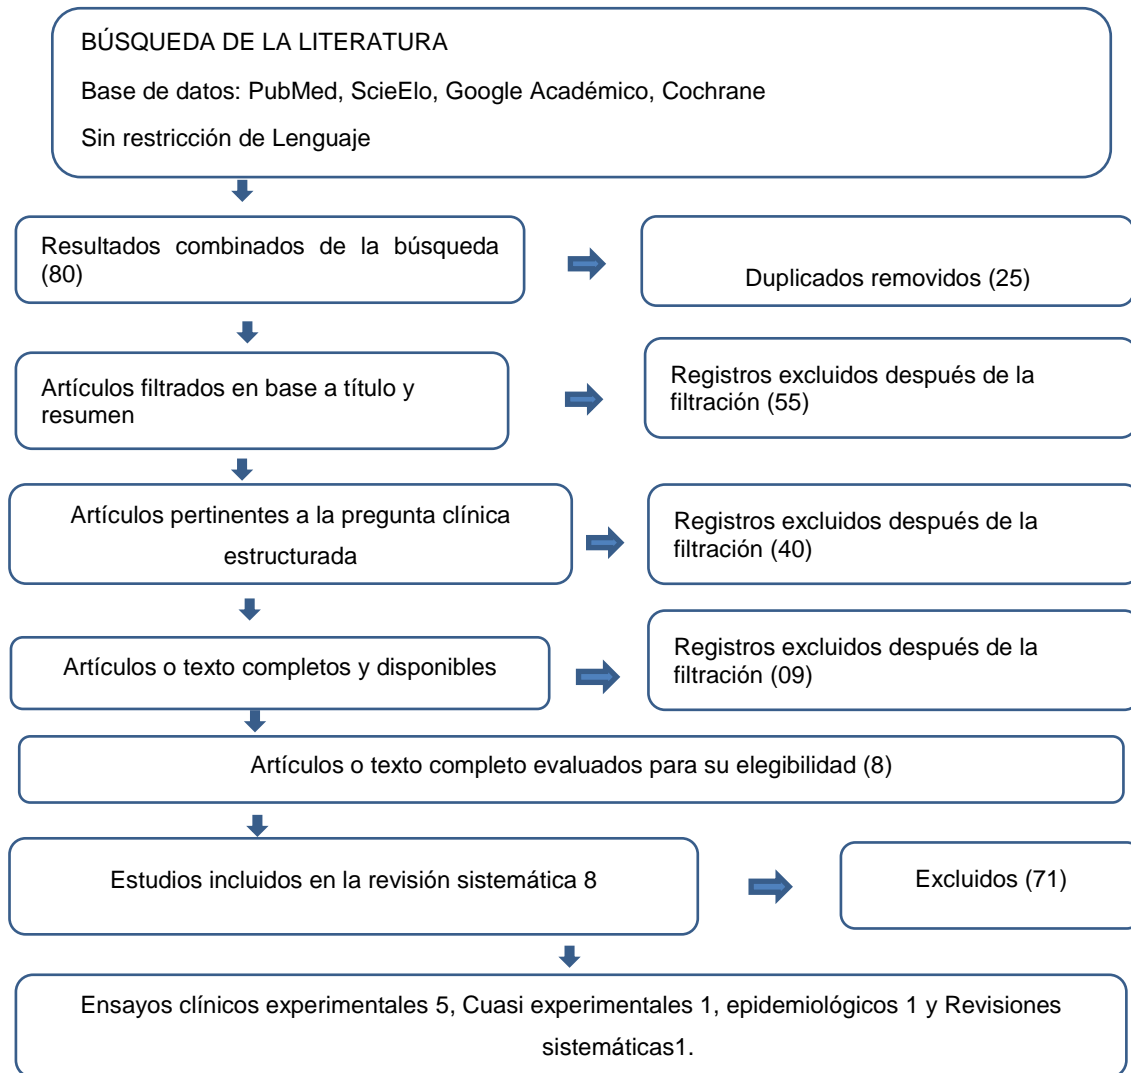 BÚSQUEDA DE LA LITERATURA
Base de datos: PubMed, ScieElo, Google Académico, Cochrane
Sin restricción de Lenguaje
Resultados combinados de la búsqueda
(80)
Duplicados removidos (25)
Artículos filtrados en base a título y
resumen
Registros excluidos después de la
filtración (55)
Artículos pertinentes a la pregunta clínica
estructurada
Registros excluidos después de la
filtración (40)
Artículos o texto completos y disponibles
Registros excluidos después de la
filtración (09)
Artículos o texto completo evaluados para su elegibilidad (8)
Estudios incluidos en la revisión sistemática 8
Excluidos (71)
Ensayos clínicos experimentales 5, Cuasi experimentales 1, epidemiológicos 1 y Revisiones
sistemáticas1.